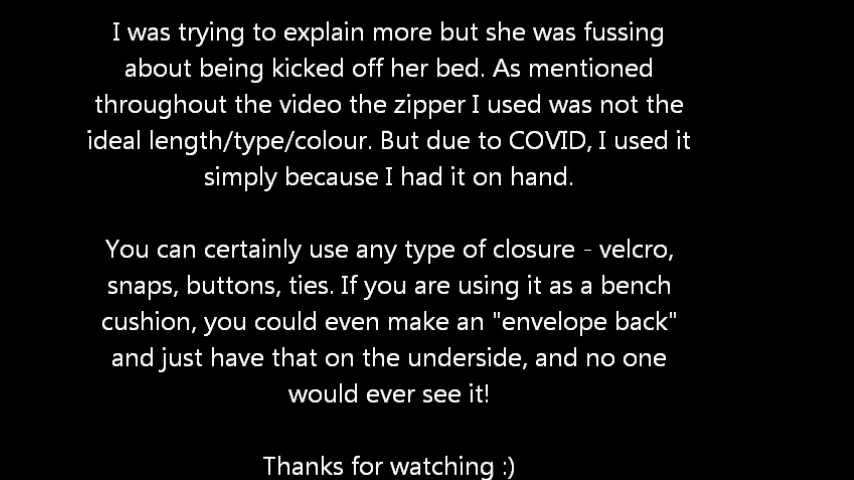 I was trying to explain more but she was fussing
about being kicked off her bed. As mentioned
throughout the video the zipper I used was not the
ideal length/type/colour. But due to COVID, I used it
simply because I had it on hand.
You can certainly use any type of closure - velcro,
snaps, buttons, ties. If you are using it as a bench
cushion, you could even make an "envelope back"
and just have that on the underside, and no one
would ever see it!
Thanks for watching :)